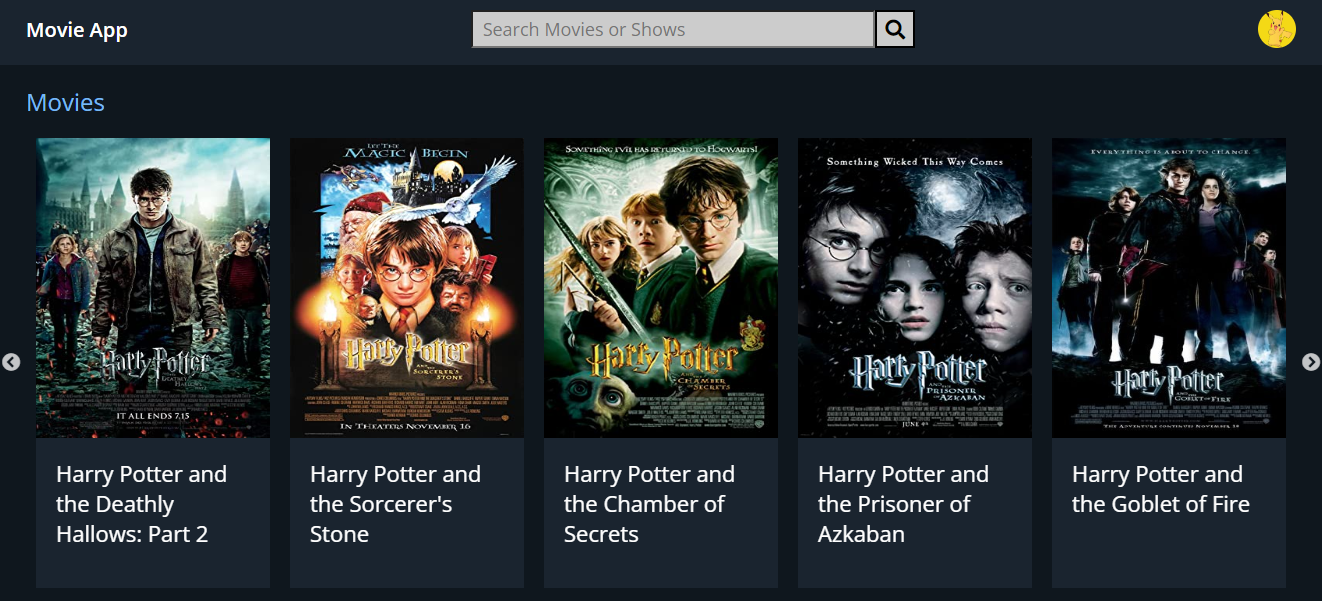 Movie App
Search Movies or Shows
Movies
Harry Potter
AND THE
DEATHLY
HALLOWS
IT ALL ENDS 7.15
LET THE
MAGIC BEGIN
Harry Potter
AND THE
SORCERER'S
STONE
IN THEATERS NOVEMBER 16
SOMETHING EVIL HAS RETURNED TO HOGWARTS!
Harry Potter
AND THE
CHAMBER OF
SECRETS
Something Wicked This Way Comes
Harry Potter
AND THE
PRISONER OF
AZKABAN
JUNE 4th
EVERYTHING IS ABOUT TO CHANGE
Harry Potter
AND THE
GOBLET OF FIRE
THE ADVENTURE CONTINUES NOVEMBER 18
Harry Potter and
the Deathly
Hallows: Part 2
Harry Potter and
the Sorcerer's
Stone
Harry Potter and
the Chamber of
Secrets
Harry Potter and
the Prisoner of
Azkaban
Harry Potter and
the Goblet of Fire